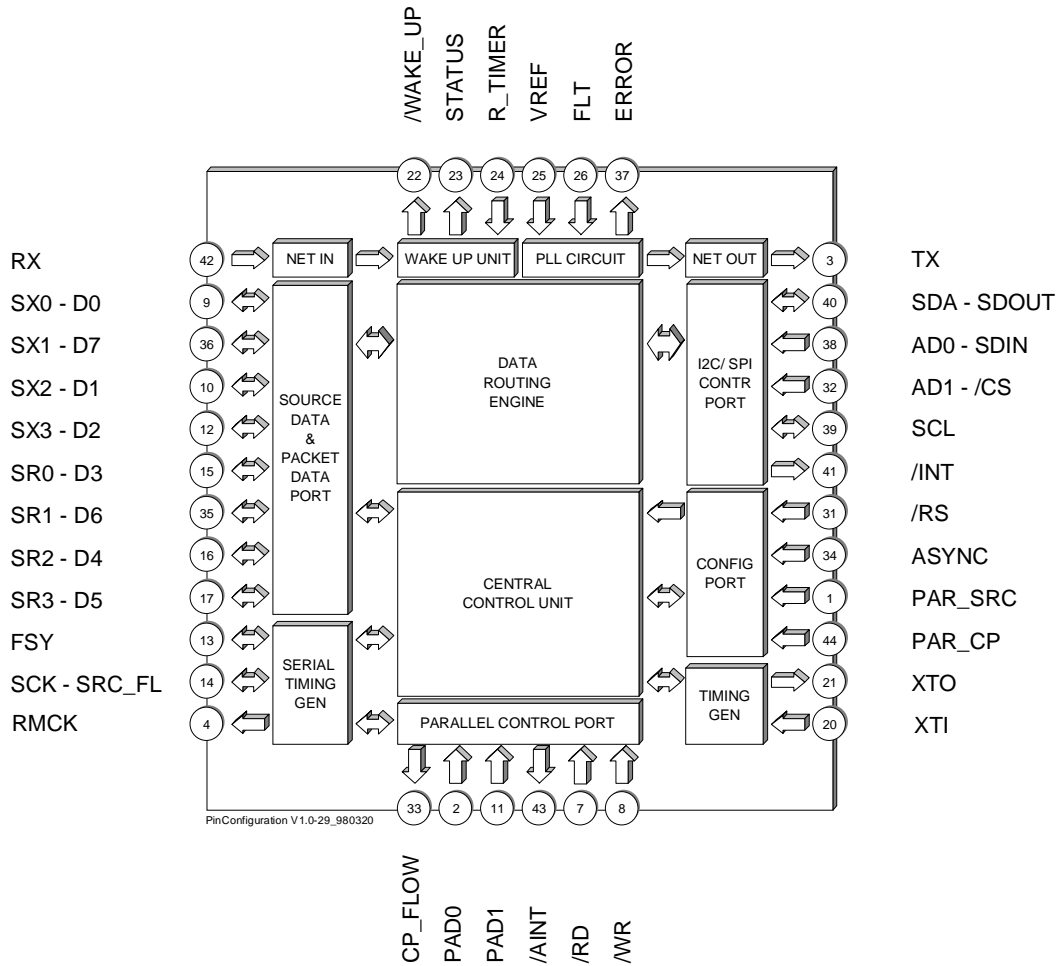 /WAKE_UP
STATUS
R_TIMER
VREF
FLT
ERROR
22 23 24 25 26 37
RX
42
NET IN
WAKE UP UNIT
PLL CIRCUIT
NET OUT
3
TX
SX0 - D0
9
SX1 - D7
36
SX2 - D1
10
SX3 - D2
12
SR0 - D3
15
SR1 - D6
35
SR2 - D4
16
SR3 - D5
17
FSY
13
SCK - SRC_FL
14
RMCK
4
SOURCE
DATA
&
PACKET
DATA
PORT
SERIAL
TIMING
GEN
DATA
ROUTING
ENGINE
CENTRAL
CONTROL UNIT
PARALLEL CONTROL PORT
I2C/ SPI
CONTR
PORT
CONFIG
PORT
TIMING
GEN
40
SDA - SDOUT
38
AD0 - SDIN
32
AD1 - /CS
39
SCL
41
/INT
31
/RS
34
ASYNC
1
PAR_SRC
44
PAR_CP
21
XTO
20
XTI
33 2 11 43 7 8
PinConfiguration V1.0-29_980320
CP_FLOW
PAD0
PAD1
/AINT
/RD
/WR